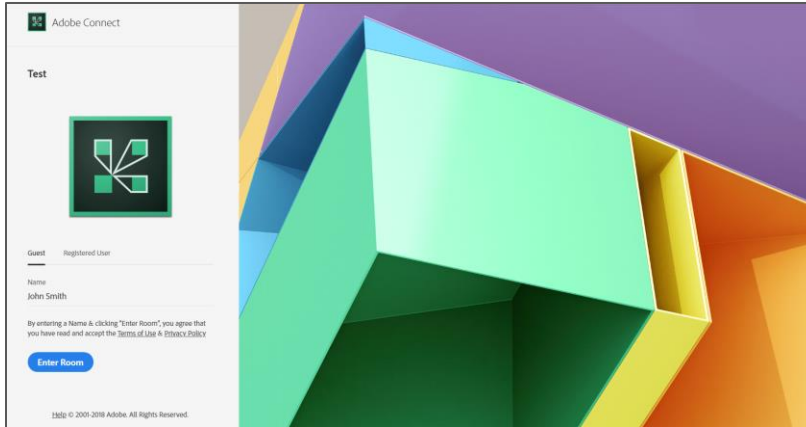 Adobe Connect
Test
Guest Registered User
Name
John Smith
By entering a Name & clicking "Enter Room", you agree that
you have read and accept the Terms of Use & Privacy Policy
Enter Room
Help © 2001-2018 Adobe. All Rights Reserved.